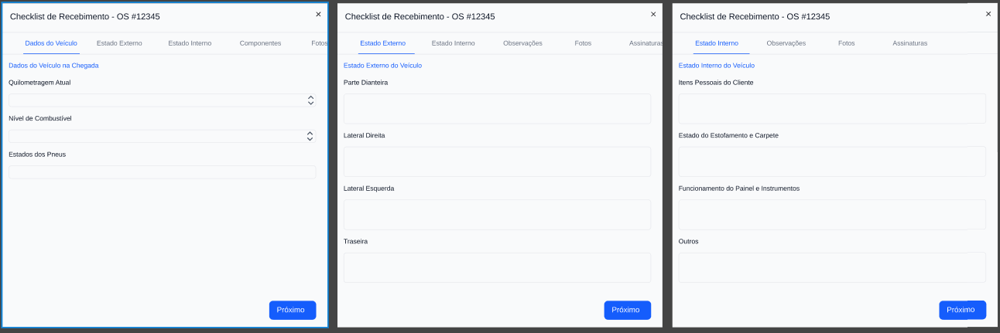 Checklist de Recebimento - OS #12345
×
Dados do Veículo
Estado Externo
Estado Interno
Componentes
Fotos
Dados do Veículo na Chegada
Quilometragem Atual
Nível de Combustível
Estados dos Pneus
Próximo
Checklist de Recebimento - OS #12345
×
Estado Externo
Estado Interno
Observações
Fotos
Assinaturas
Estado Externo do Veículo
Parte Dianteira
Lateral Direita
Lateral Esquerda
Traseira
Próximo
Checklist de Recebimento - OS #12345
×
Estado Interno
Observações
Fotos
Assinaturas
Estado Interno do Veículo
Itens Pessoais do Cliente
Estado do Estofamento e Carpete
Funcionamento do Painel e Instrumentos
Outros
Próximo